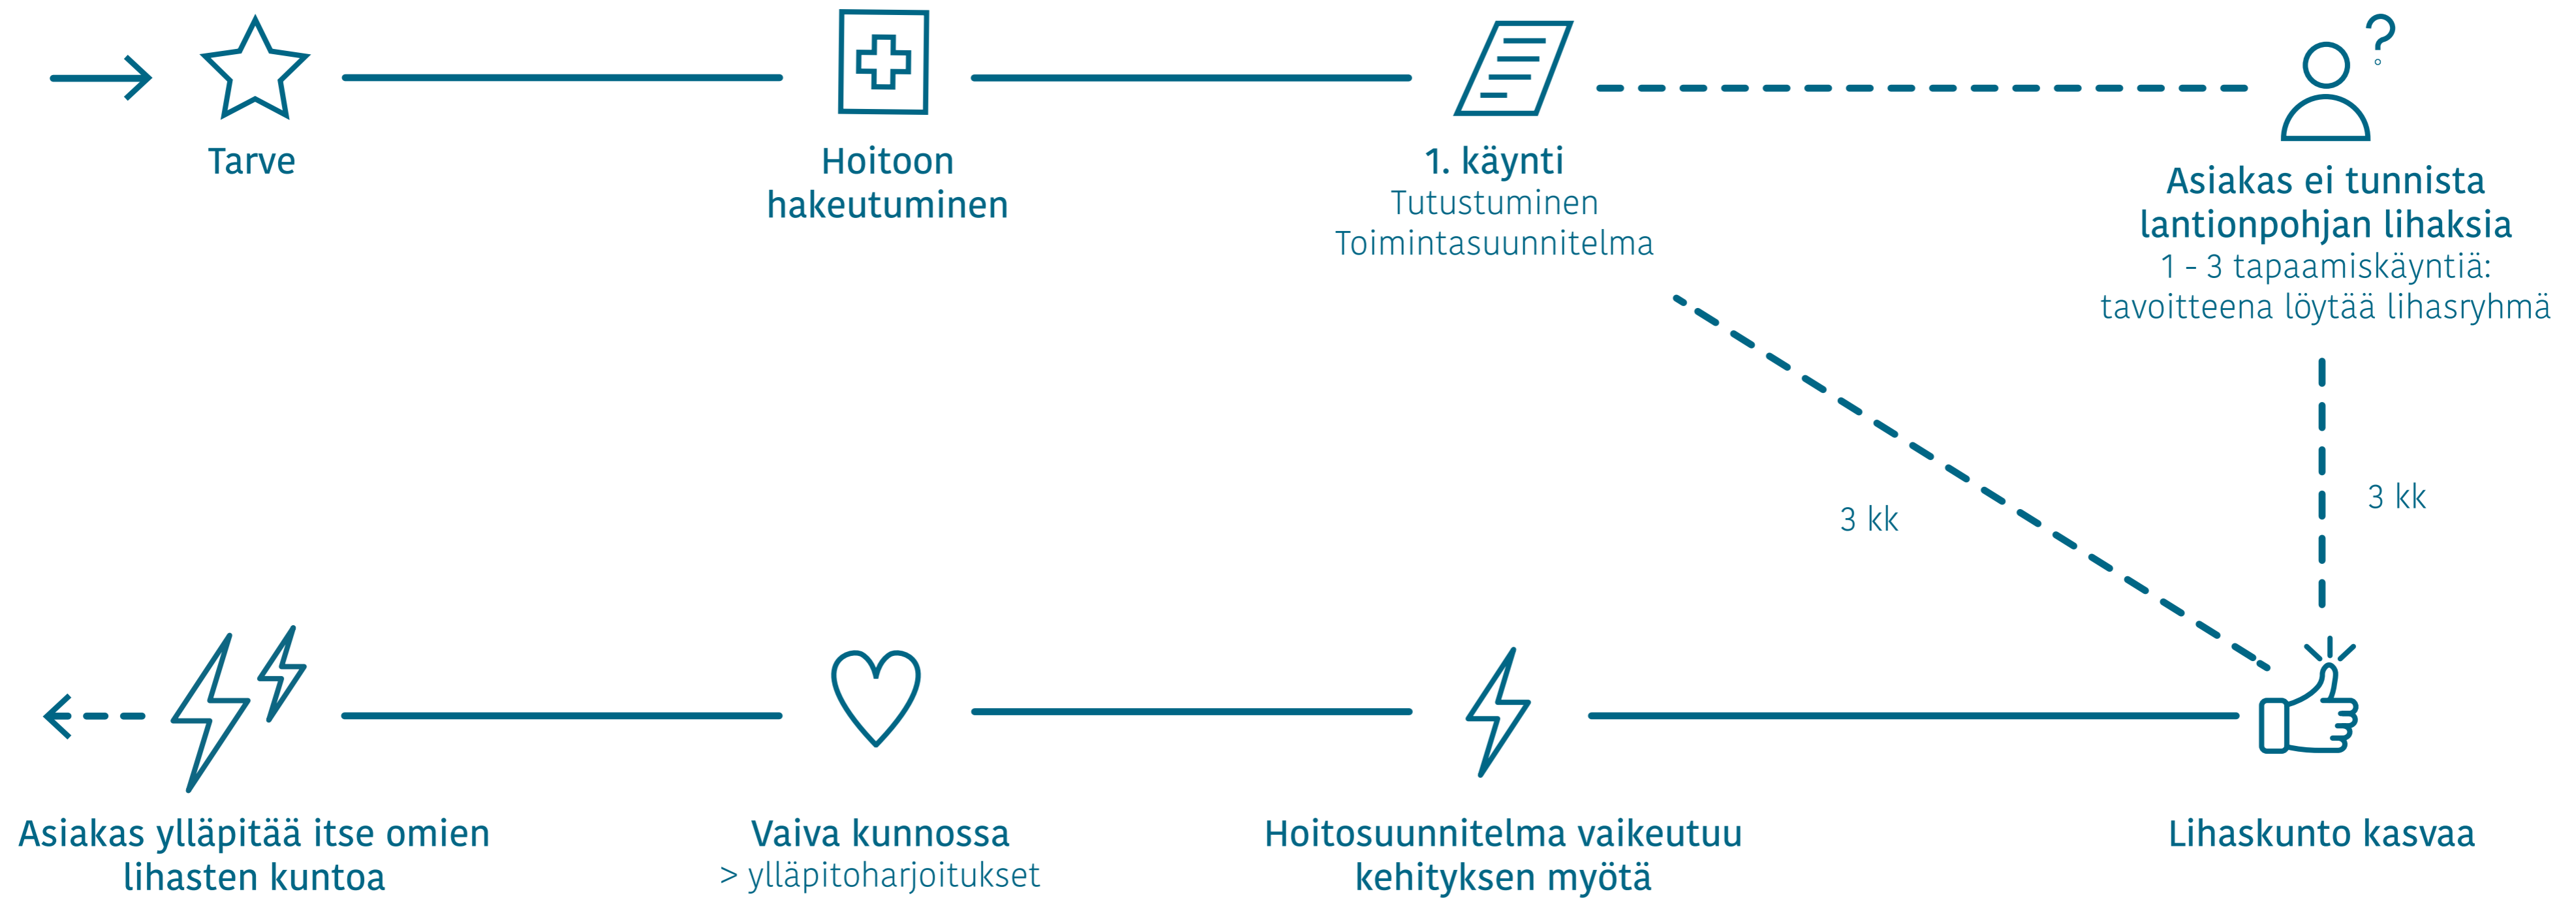 Tarve
Hoitoon
hakeutuminen
1. käynti
Tutustuminen
Toimintasuunnitelma
?
Asiakas ei tunnista
lantionpohjan lihaksia
1 - 3 tapaamiskäyntiä:
tavoitteena löytää lihasryhmä
3 kk
3 kk
Asiakas ylläpitää itse omien
lihasten kuntoa
Vaiva kunnossa
> ylläpitoharjoitukset
Hoitosuunnitelma vaikeutuu
kehityksen myötä
Lihaskunto kasvaa